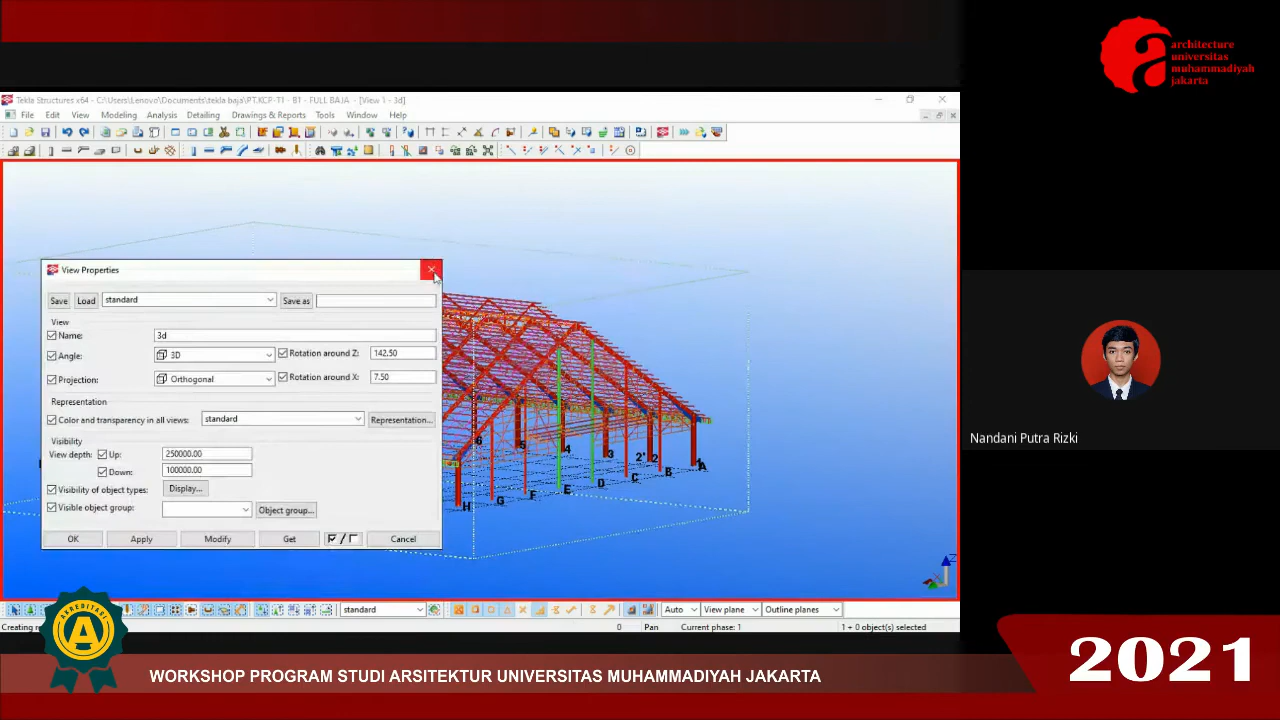 architecture
universitas
muhammadiyah
jakarta
Tekla Structures x64 - C:\Users\Lenovo\Documents\tekla baja\PT.KCP-T1 - B1 - FULL BAJA - [View 1 - 3d]
File Edit View Modeling Analysis Detailing Drawings & Reports Tools Window Help
View Properties
Save Load standard Save as
View
Name: 3d
Angle: 3D Rotation around Z: 142.50
Projection: Orthogonal Rotation around X: 7.50
Representation
Color and transparency in all views: standard Representation...
Visibility
View depth: Up: 250000.00
Down: 100000.00
Visibility of object types: Display...
Visible object group: Object group...
OK Apply Modify Get / Cancel
6 5 4 3 2' 2 1 A
H G F E D C B
Z
Nandani Putra Rizki
standard Auto View plane Outline planes
Creating 0 Pan Current phase: 1 1 + 0 object(s) selected
AKREDITASI
A
WORKSHOP PROGRAM STUDI ARSITEKTUR UNIVERSITAS MUHAMMADIYAH JAKARTA
2021